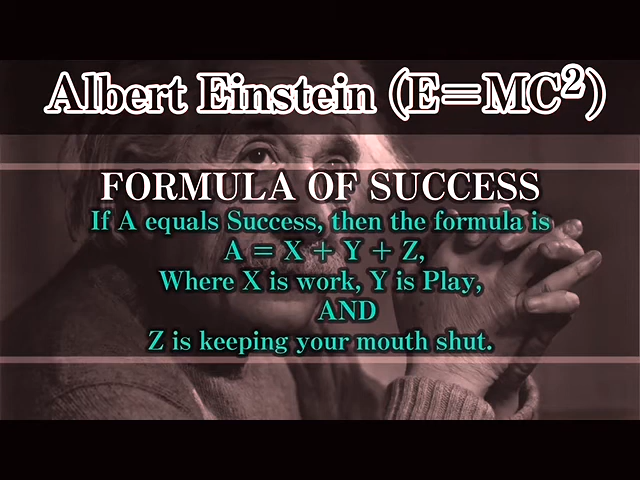 Albert Einstein (E=MC²)
FORMULA OF SUCCESS
If A equals Success, then the formula is
A = X + Y + Z,
Where X is work, Y is Play,
AND
Z is keeping your mouth shut.